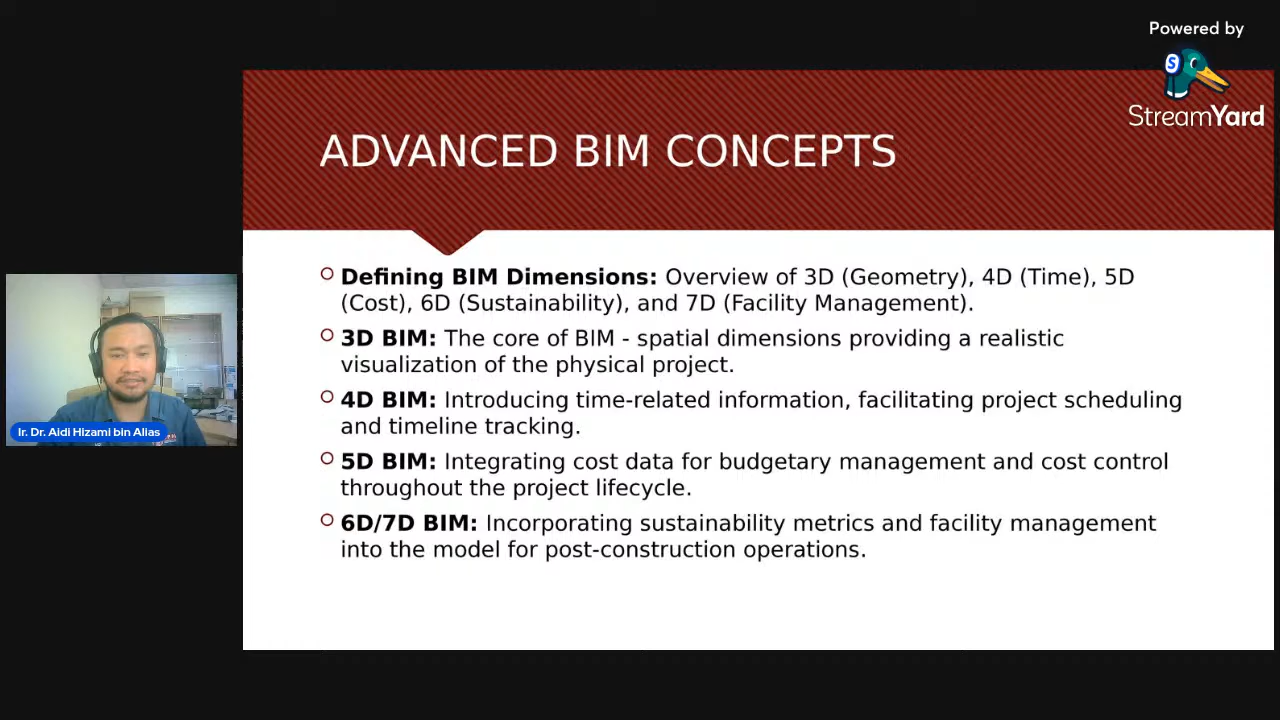 Powered by
StreamYard
ADVANCED BIM CONCEPTS
Defining BIM Dimensions: Overview of 3D (Geometry), 4D (Time), 5D
(Cost), 6D (Sustainability), and 7D (Facility Management).
3D BIM: The core of BIM - spatial dimensions providing a realistic
visualization of the physical project.
4D BIM: Introducing time-related information, facilitating project scheduling
and timeline tracking.
5D BIM: Integrating cost data for budgetary management and cost control
throughout the project lifecycle.
6D/7D BIM: Incorporating sustainability metrics and facility management
into the model for post-construction operations.
Ir. Dr. Aidi Hizami bin Alias